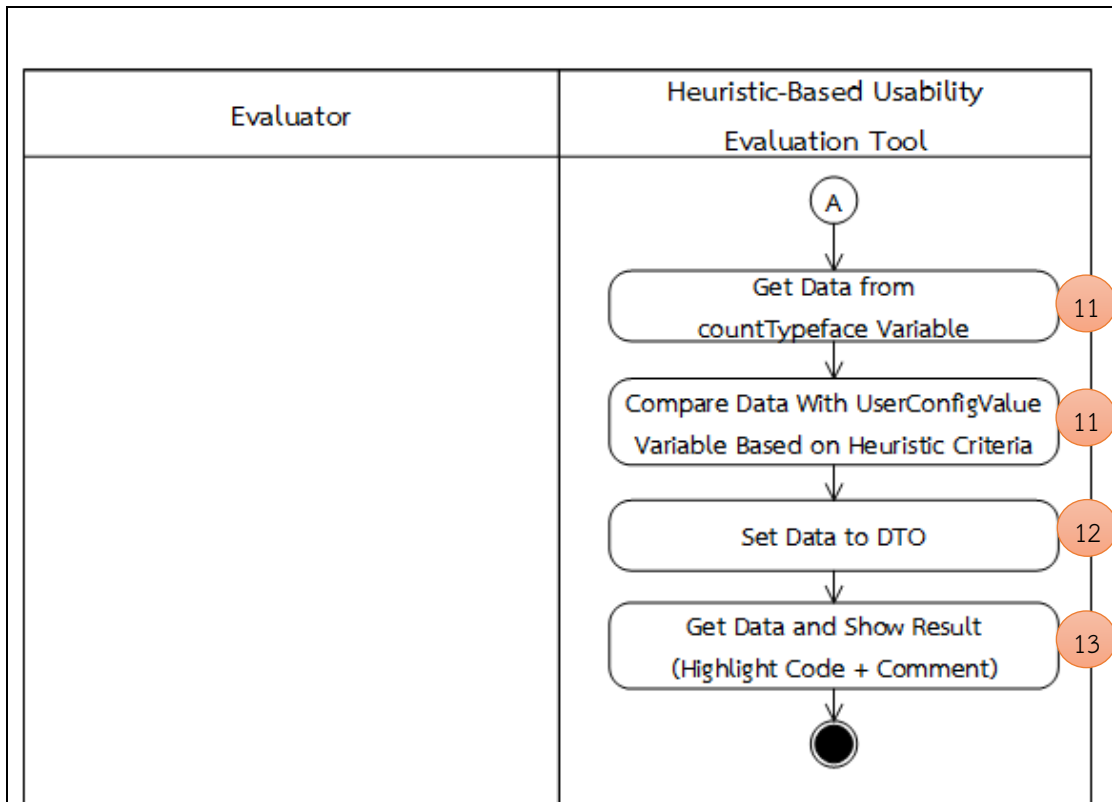 Evaluator
Heuristic-Based Usability
Evaluation Tool
A
Get Data from
countTypeface Variable
11
Compare Data With UserConfigValue
Variable Based on Heuristic Criteria
11
Set Data to DTO
12
Get Data and Show Result
(Highlight Code + Comment)
13